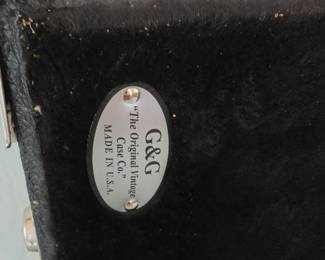 G&G
"The Original Vintage
Case Co."
MADE IN U.S.A.